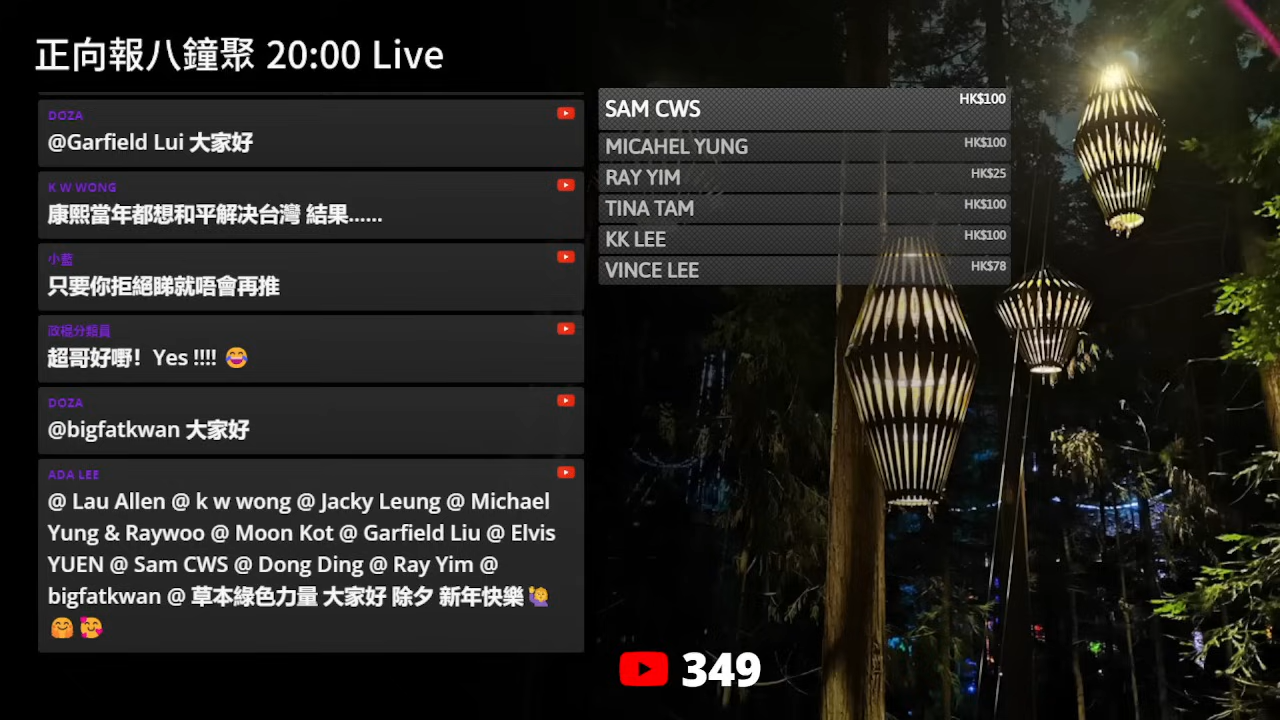 正向報八鐘聚 20:00 Live
DOZA
@Garfield Lui 大家好
K W WONG
康熙當年都想和平解决台灣 結果......
小藍
只要你拒絕睇就唔會再推
政棍分類員
超哥好嘢！Yes !!!! 😂
DOZA
@bigfatkwan 大家好
ADA LEE
@ Lau Allen @ k w wong @ Jacky Leung @ Michael
Yung & Raywoo @ Moon Kot @ Garfield Liu @ Elvis
YUEN @ Sam CWS @ Dong Ding @ Ray Yim @
bigfatkwan @ 草本綠色力量 大家好 除夕 新年快樂 🙋
🤗 🥰
SAM CWS HK$100
MICAHEL YUNG HK$100
RAY YIM HK$25
TINA TAM HK$100
KK LEE HK$100
VINCE LEE HK$78
349